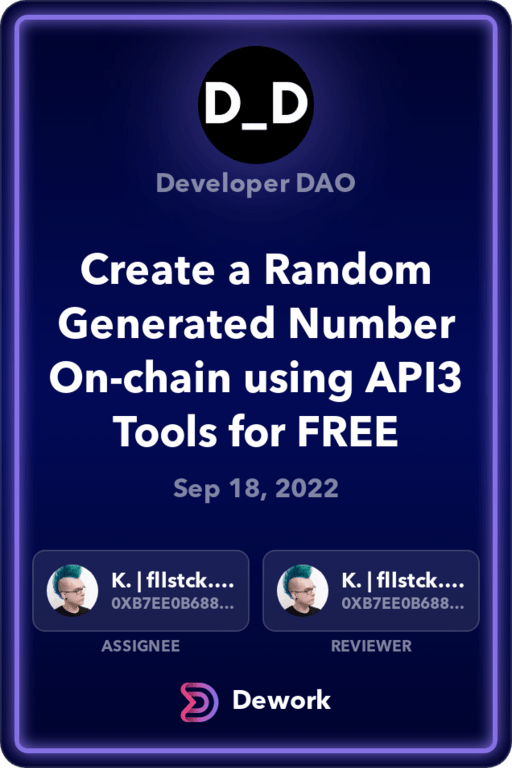 D_D
Developer DAO
Create a Random
Generated Number
On-chain using API3
Tools for FREE
Sep 18, 2022
K. | fllstck....
0XB7EE0B688...
ASSIGNEE
K. | fllstck....
0XB7EE0B688...
REVIEWER
Dework